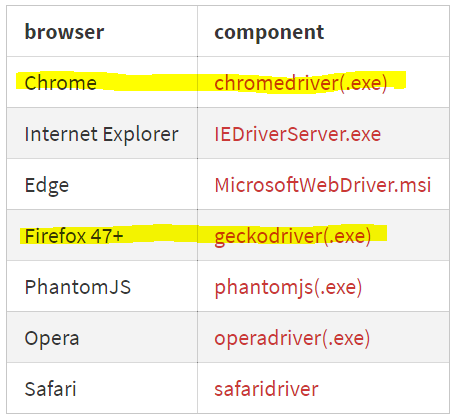 browser component
Chrome chromedriver(.exe)
Internet Explorer IEDriverServer.exe
Edge MicrosoftWebDriver.msi
Firefox 47+ geckodriver(.exe)
PhantomJS phantomjs(.exe)
Opera operadriver(.exe)
Safari safaridriver